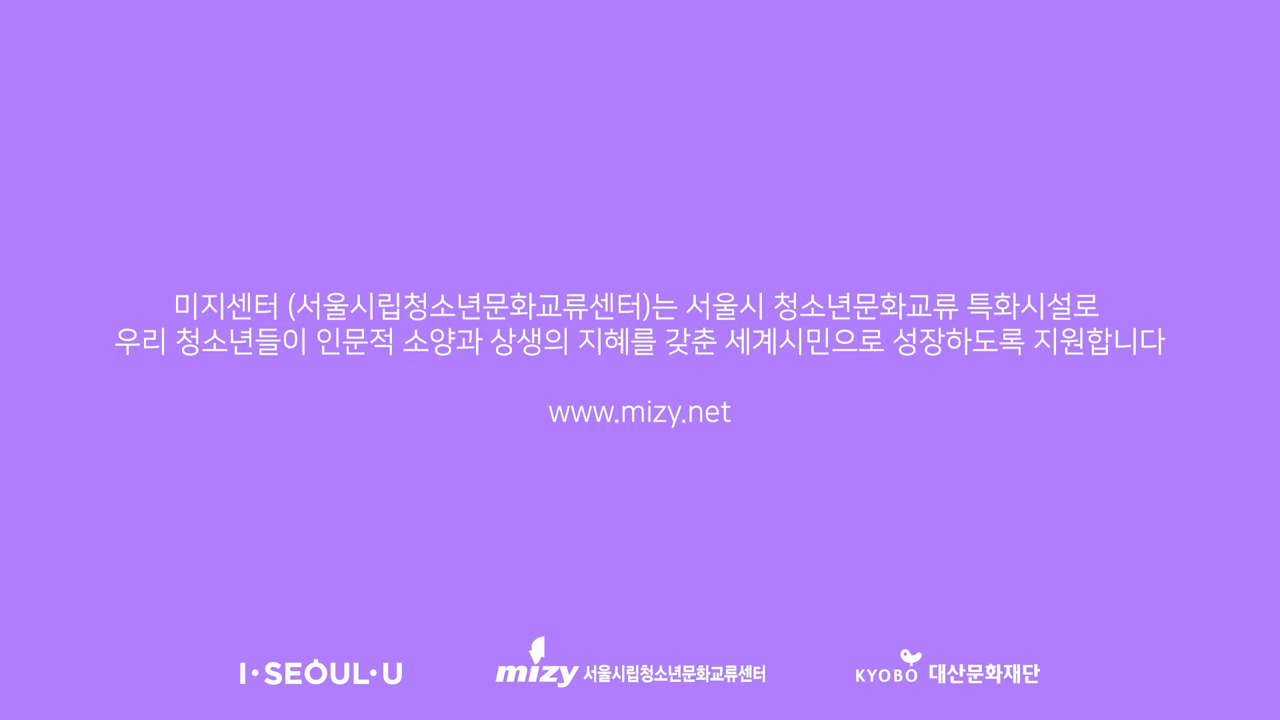 미지센터 (서울시립청소년문화교류센터)는 서울시 청소년문화교류 특화시설로
우리 청소년들이 인문적 소양과 상생의 지혜를 갖춘 세계시민으로 성장하도록 지원합니다
www.mizy.net
I·SEOUL·U
mizy 서울시립청소년문화교류센터
KYOBO 대산문화재단